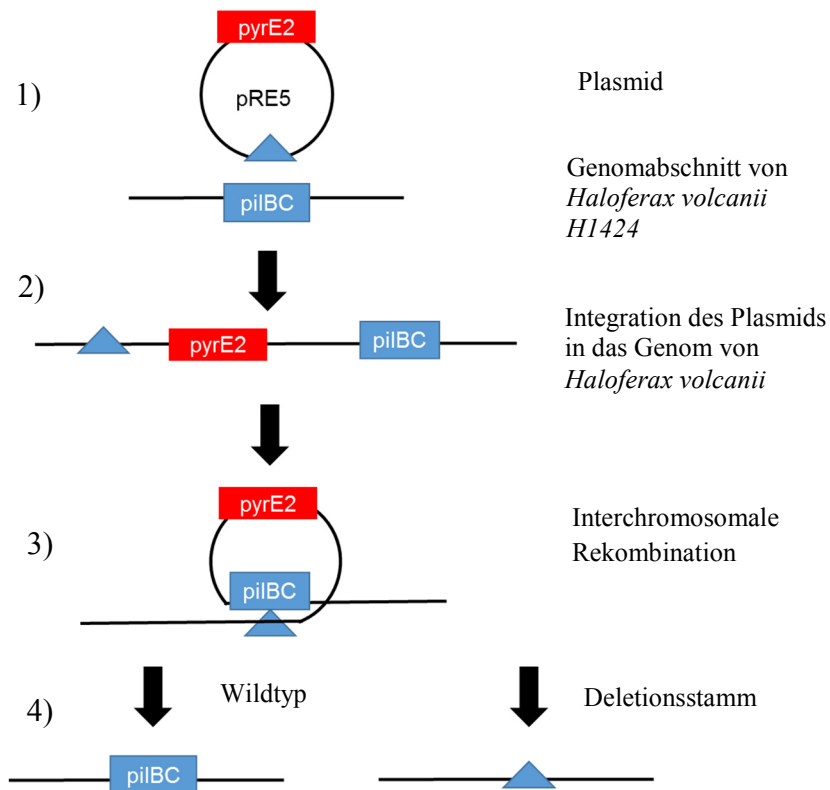 pyrE2
1)
pRE5
Plasmid
pilBC
Genomabschnitt von
Haloferax volcanii
H1424
2)
pyrE2
pilBC
Integration des Plasmids
in das Genom von
Haloferax volcanii
pyrE2
3)
pilBC
Interchromosomale
Rekombination
4)
Wildtyp
Deletionsstamm
pilBC